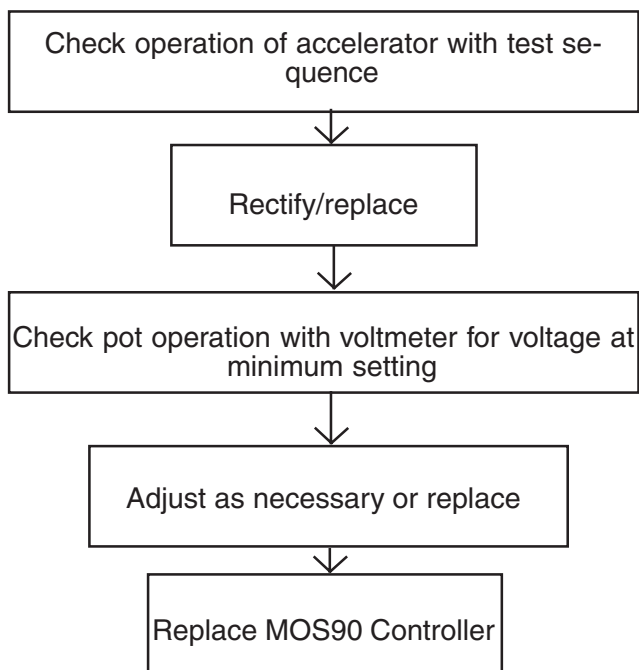 Check operation of accelerator with test se-
quence
Rectify/replace
Check pot operation with voltmeter for voltage at
minimum setting
Adjust as necessary or replace
Replace MOS90 Controller